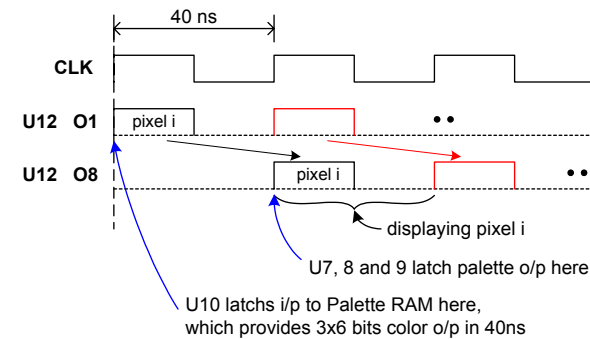 40 ns
CLK
U12 O1
pixel i
U12 O8
pixel i
displaying pixel i
U7, 8 and 9 latch palette o/p here
U10 latchs i/p to Palette RAM here,
which provides 3x6 bits color o/p in 40ns